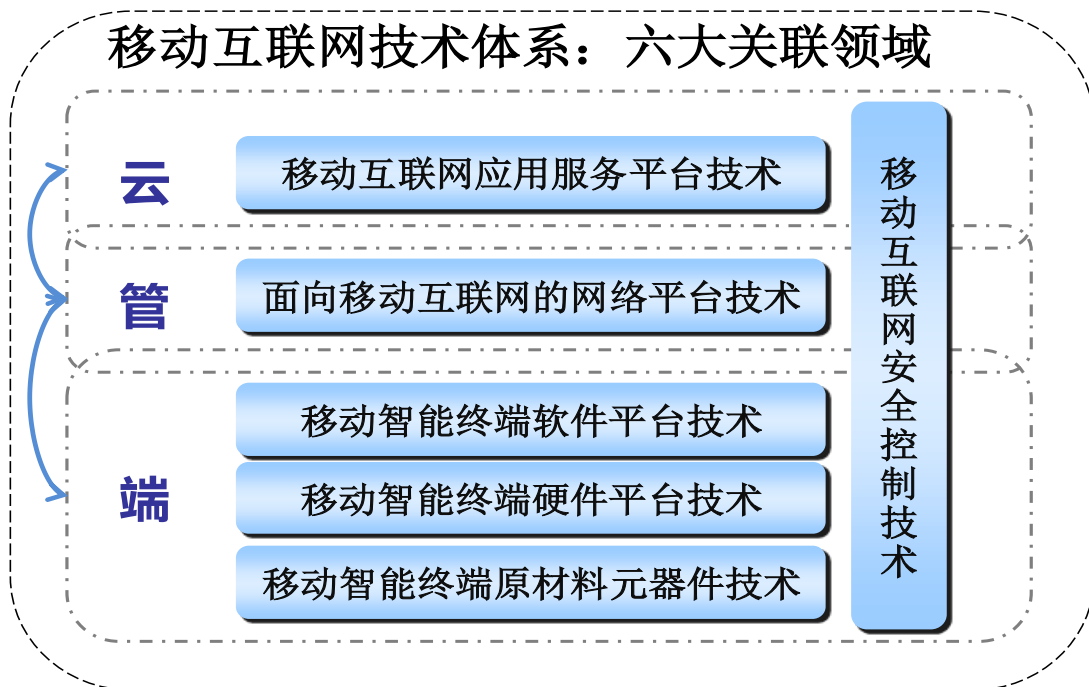 移动互联网技术体系：六大关联领域
云
移动互联网应用服务平台技术
管
面向移动互联网的网络平台技术
端
移动智能终端软件平台技术
移动智能终端硬件平台技术
移动智能终端原材料元器件技术
移动互联网安全控制技术